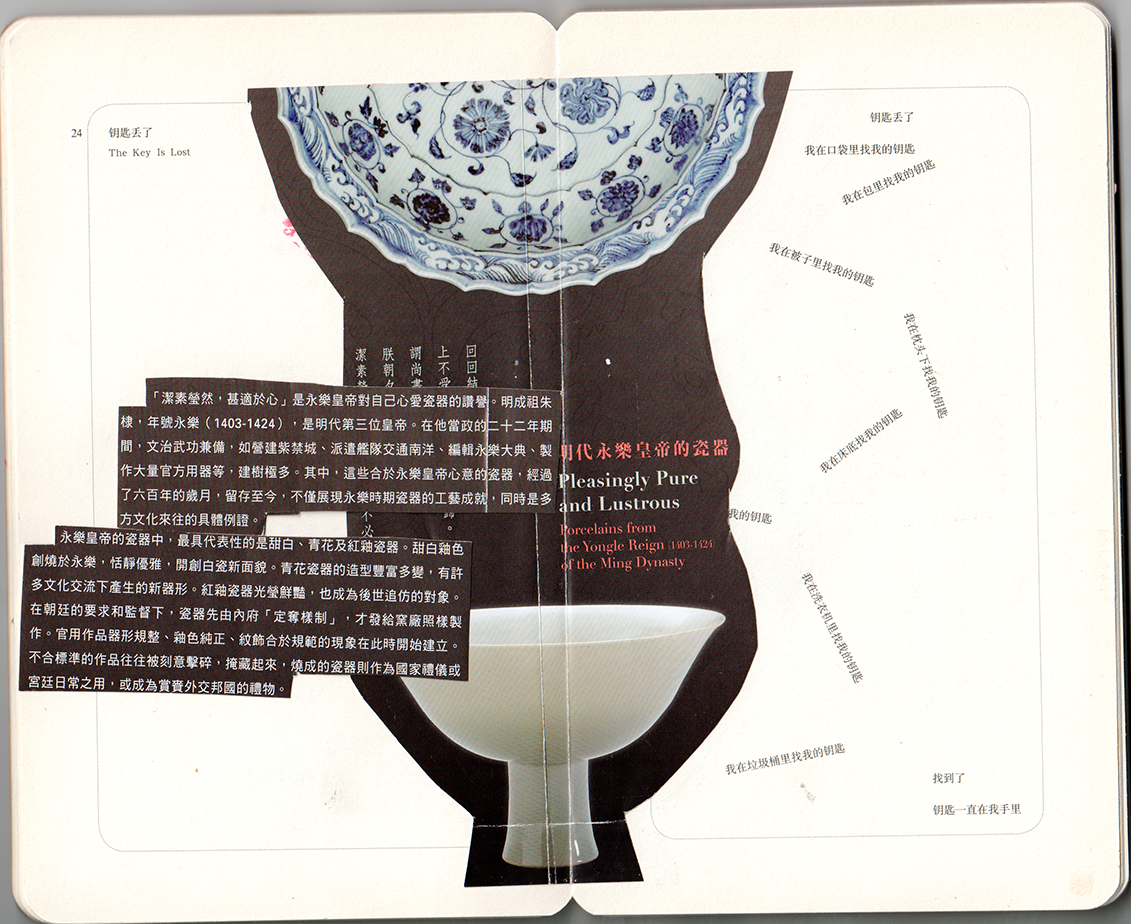 24
钥匙丢了
The Key Is Lost
回回結
上不愛
謂尚書
朕朝夕
潔素瑩
「潔素瑩然，甚適於心」是永樂皇帝對自己心愛瓷器的讚譽。明成祖朱
棣，年號永樂（1403-1424），是明代第三位皇帝。在他當政的二十二年期
間，文治武功兼備，如營建紫禁城、派遣艦隊交通南洋、編輯永樂大典、製
作大量官方用器等，建樹極多。其中，這些合於永樂皇帝心意的瓷器，經過
了六百年的歲月，留存至今，不僅展現永樂時期瓷器的工藝成就，同時是多
方文化來往的具體例證。
永樂皇帝的瓷器中，最具代表性的是甜白、青花及紅釉瓷器。甜白釉色
創燒於永樂，恬靜優雅，開創白瓷新面貌。青花瓷器的造型豐富多變，有許
多文化交流下產生的新器形。紅釉瓷器光瑩鮮豔，也成為後世追仿的對象。
在朝廷的要求和監督下，瓷器先由內府「定奪樣制」，才發給窯廠照樣製
作。官用作品器形規整、釉色純正、紋飾合於規範的現象在此時開始建立。
不合標準的作品往往被刻意擊碎，掩藏起來，燒成的瓷器則作為國家禮儀或
宮廷日常之用，或成為賞賚外交邦國的禮物。
不必
歸。
明代永樂皇帝的瓷器
Pleasingly Pure
and Lustrous
Porcelains from
the Yongle Reign (1403-1424)
of the Ming Dynasty
钥匙丢了
我在口袋里找我的钥匙
我在包里找我的钥匙
我在被子里找我的钥匙
我在枕头下找我的钥匙
我在床底找我的钥匙
我的钥匙
我在洗衣机里找我的钥匙
我在垃圾桶里找我的钥匙
找到了
钥匙一直在我手里